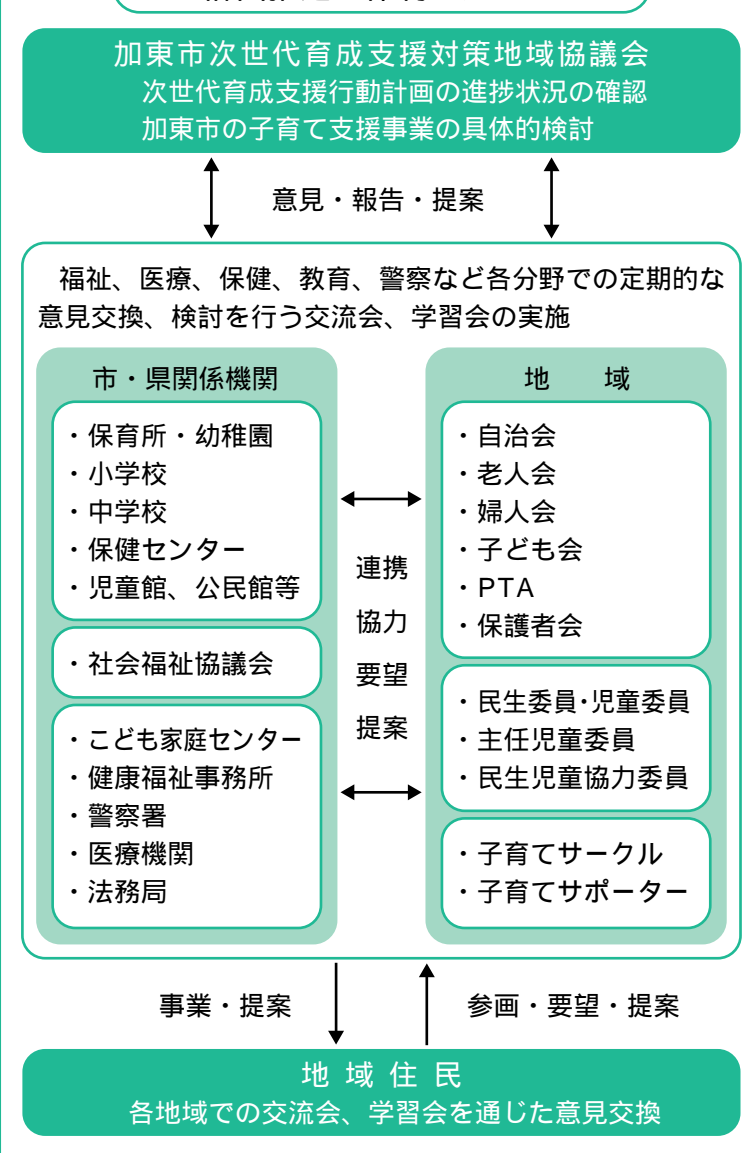 加東市次世代育成支援対策地域協議会
次世代育成支援行動計画の進捗状況の確認
加東市の子育て支援事業の具体的検討
意見・報告・提案
福祉、医療、保健、教育、警察など各分野での定期的な
意見交換、検討を行う交流会、学習会の実施
市・県関係機関
・保育所・幼稚園
・小学校
・中学校
・保健センター
・児童館、公民館等
・社会福祉協議会
・こども家庭センター
・健康福祉事務所
・警察署
・医療機関
・法務局
連携
協力
要望
提案
地　域
・自治会
・老人会
・婦人会
・子ども会
・PTA
・保護者会
・民生委員・児童委員
・主任児童委員
・民生児童協力委員
・子育てサークル
・子育てサポーター
事業・提案
参画・要望・提案
地域住民
各地域での交流会、学習会を通じた意見交換